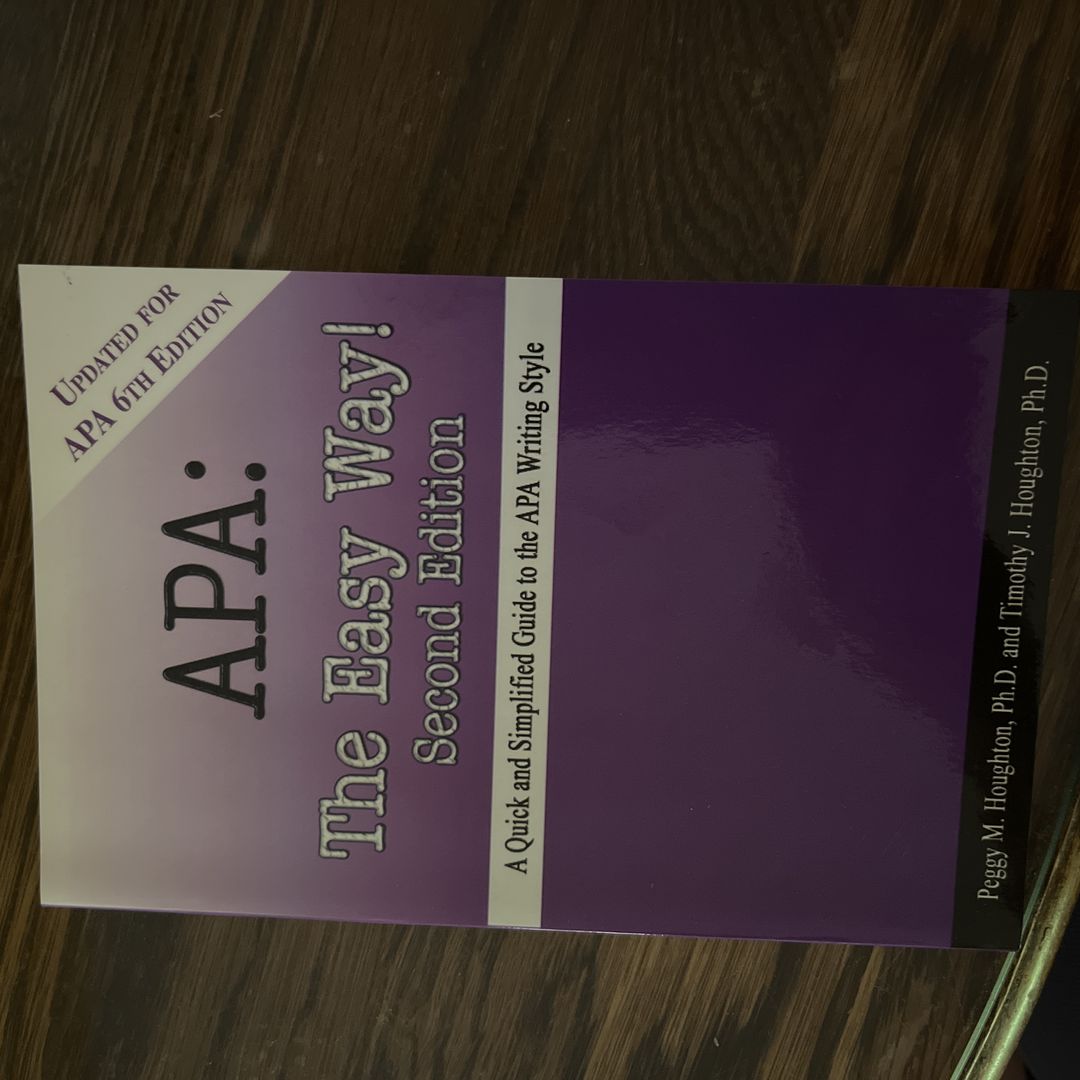 UPDATED FOR
APA 6TH EDITION
APA:
The Easy Way!
Second Edition
A Quick and Simplified Guide to the APA Writing Style
Peggy M. Houghton, Ph.D. and Timothy J. Houghton, Ph.D.